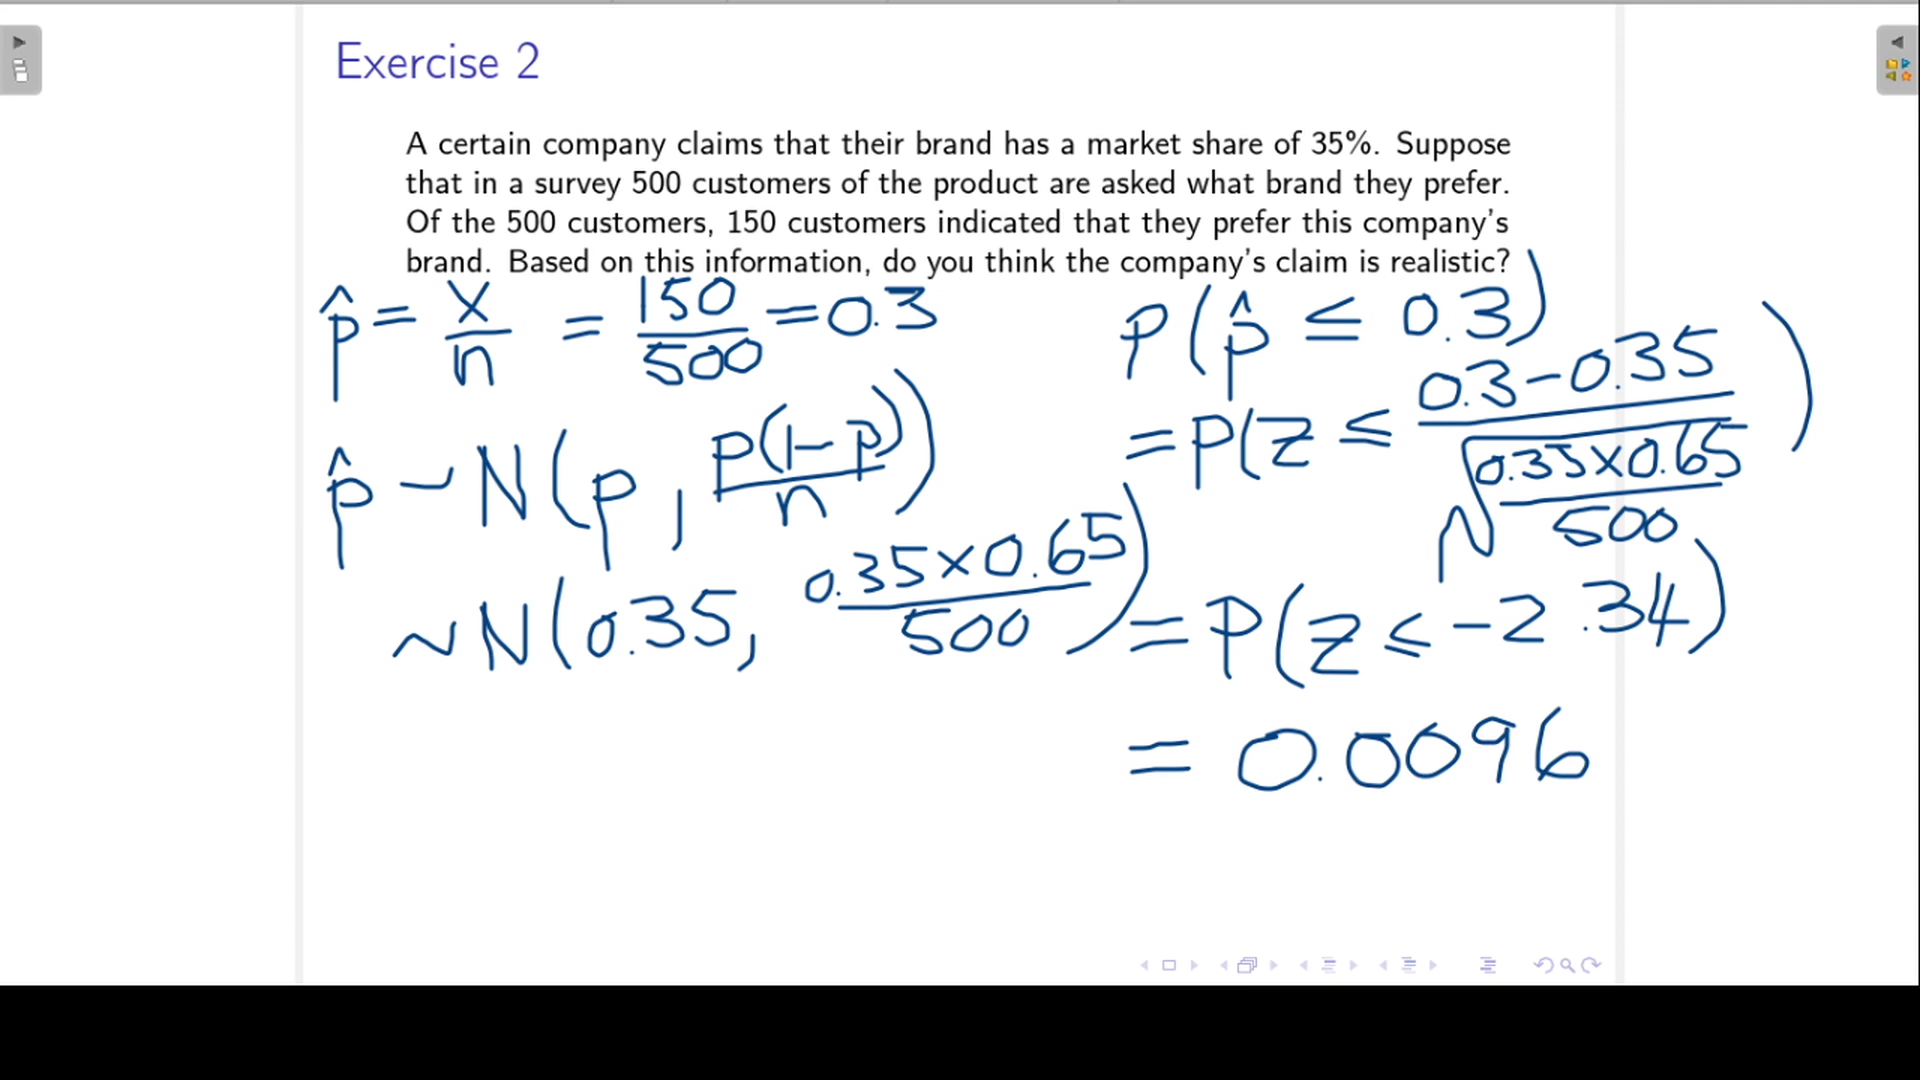 Exercise 2
A certain company claims that their brand has a market share of 35%. Suppose
that in a survey 500 customers of the product are asked what brand they prefer.
Of the 500 customers, 150 customers indicated that they prefer this company's
brand. Based on this information, do you think the company's claim is realistic?
p̂ = x/n = 150/500 = 0.3
p̂ ~ N(p, p(1-p)/n)
~ N(0.35, 0.35×0.65/500)
P(p̂ ≤ 0.3)
= P(Z ≤ (0.3-0.35)/√(0.35×0.65/500))
= P(Z ≤ -2.34)
= 0.0096